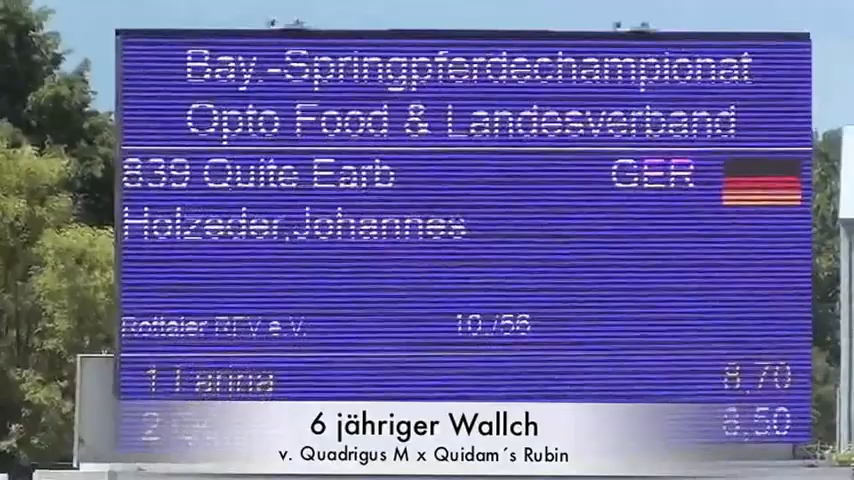 Bay.-Springpferdechampionat
Opto Food & Landesverband
839 Quite Earb GER
Holzeder,Johannes
Rottaler RFV e.V. 10./56
1 8,70
2 8,50
6 jähriger Wallch
v. Quadrigus M x Quidam´s Rubin